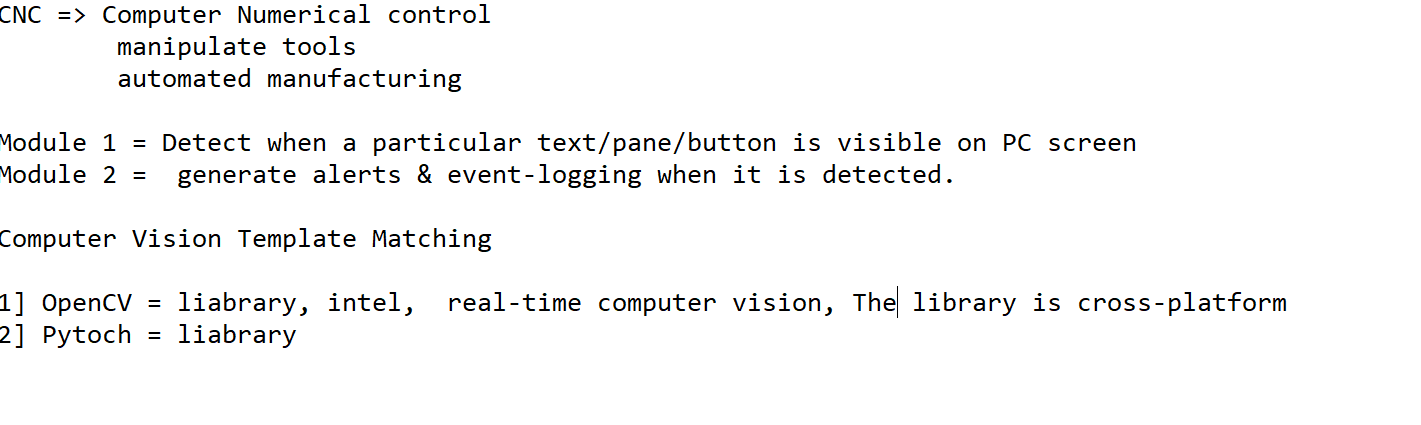 CNC => Computer Numerical control
manipulate tools
automated manufacturing
Module 1 = Detect when a particular text/pane/button is visible on PC screen
Module 2 =  generate alerts & event-logging when it is detected.
Computer Vision Template Matching
1] OpenCV = liabrary, intel,  real-time computer vision, The library is cross-platform
2] Pytoch = liabrary